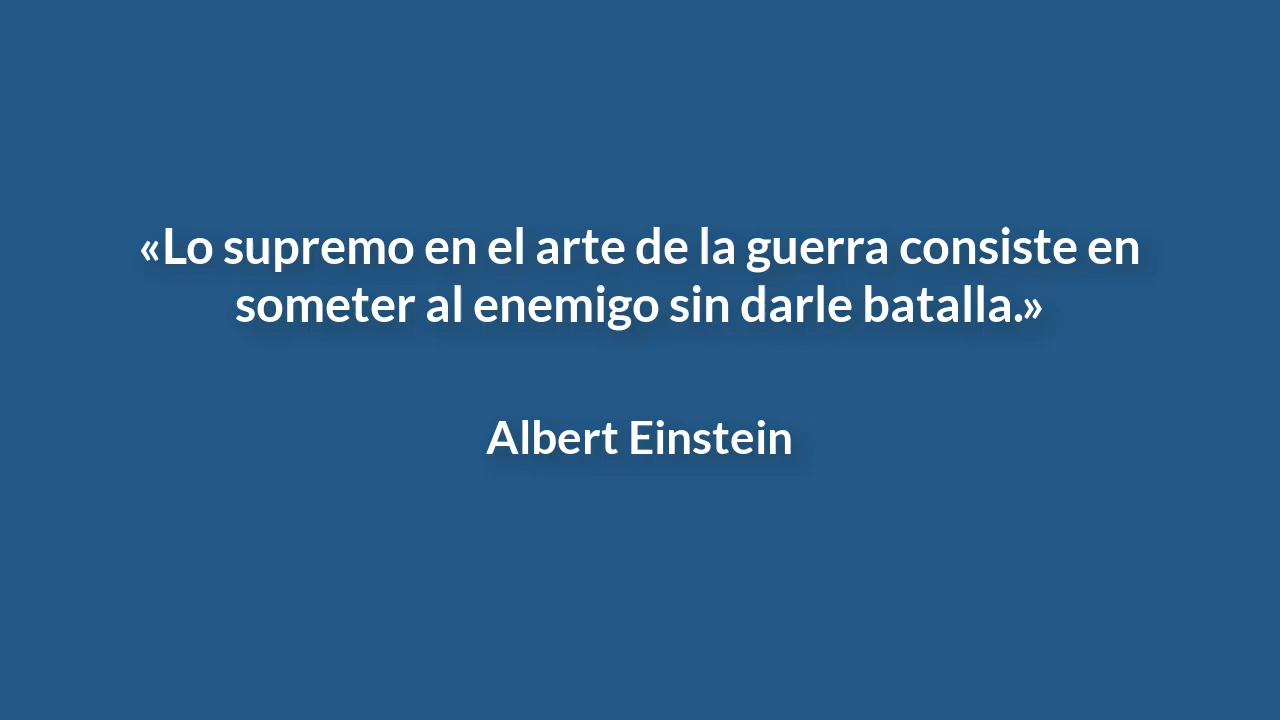 «Lo supremo en el arte de la guerra consiste en
someter al enemigo sin darle batalla.»
Albert Einstein